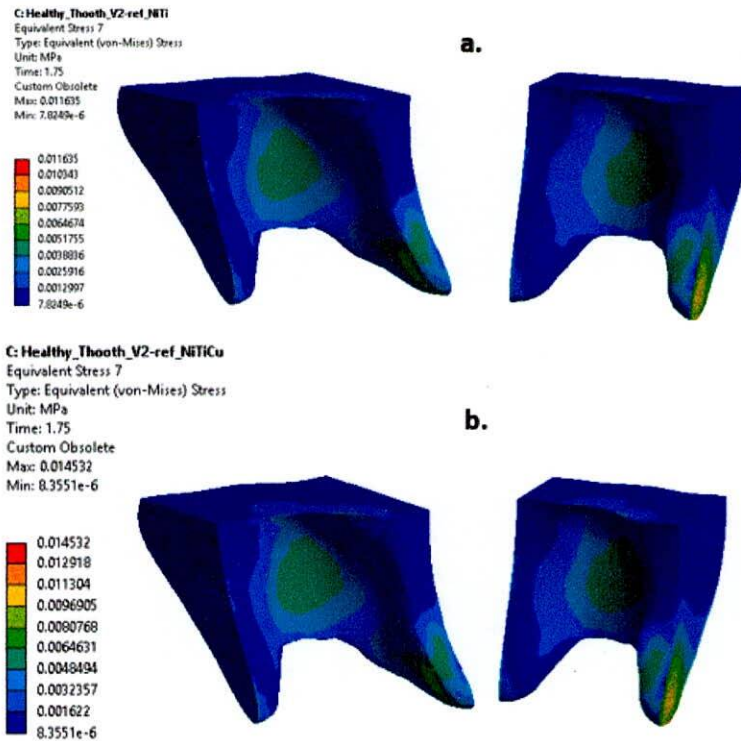 C: Healthy_Thooth_V2-ref_NiTi
Equivalent Stress 7
Type: Equivalent (von-Mises) Stress
Unit: MPa
Time: 1.75
Custom Obsolete
Max: 0.011635
Min: 7.8249e-6
a.
0.011635
0.010343
0.0090512
0.0077593
0.0064674
0.0051755
0.0038836
0.0025916
0.0012997
7.8249e-6
C: Healthy_Thooth_V2-ref_NiTiCu
Equivalent Stress 7
Type: Equivalent (von-Mises) Stress
Unit: MPa
Time: 1.75
Custom Obsolete
Max: 0.014532
Min: 8.3551e-6
b.
0.014532
0.012918
0.011304
0.0096905
0.0080768
0.0064631
0.0048494
0.0032357
0.001622
8.3551e-6